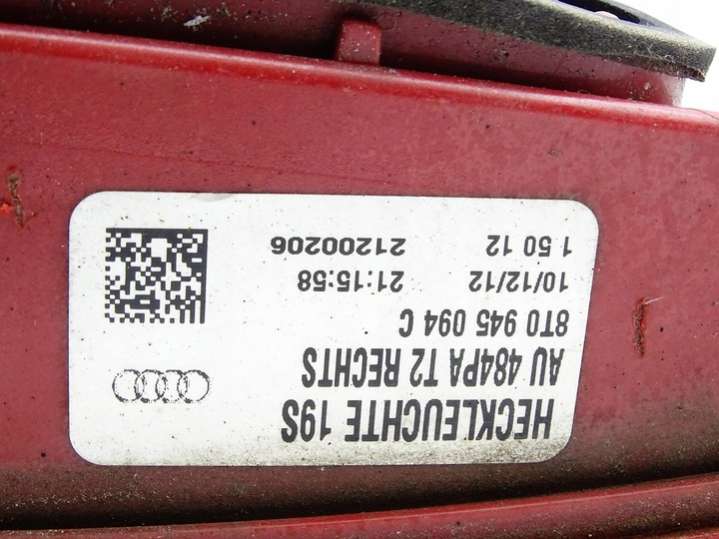 HECKLEUCHTE 19S
AU 484PA T2 RECHTS
8T0 945 094 C
10/12/12 21:15:58
1 50 12 21200206